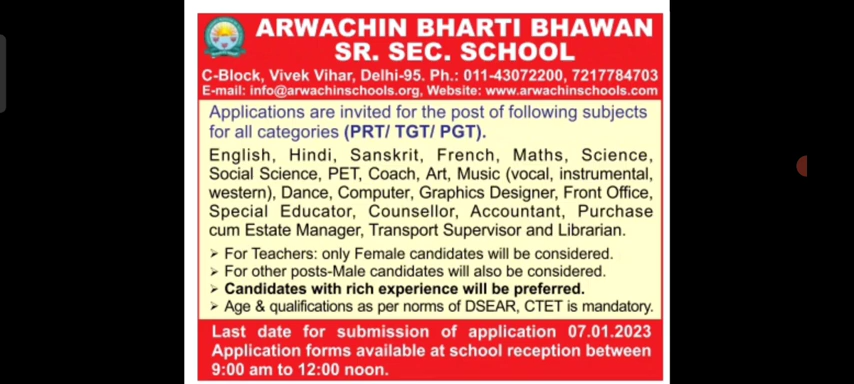 ARWACHIN BHARTI BHAWAN
SR. SEC. SCHOOL
C-Block, Vivek Vihar, Delhi-95. Ph.: 011-43072200, 7217784703
E-mail: info@arwachinschools.org, Website: www.arwachinschools.com
Applications are invited for the post of following subjects
for all categories (PRT/ TGT/ PGT).
English, Hindi, Sanskrit, French, Maths, Science,
Social Science, PET, Coach, Art, Music (vocal, instrumental,
western), Dance, Computer, Graphics Designer, Front Office,
Special Educator, Counsellor, Accountant, Purchase
cum Estate Manager, Transport Supervisor and Librarian.
➢ For Teachers: only Female candidates will be considered.
➢ For other posts-Male candidates will also be considered.
➢ Candidates with rich experience will be preferred.
➢ Age & qualifications as per norms of DSEAR, CTET is mandatory.
Last date for submission of application 07.01.2023
Application forms available at school reception between
9:00 am to 12:00 noon.